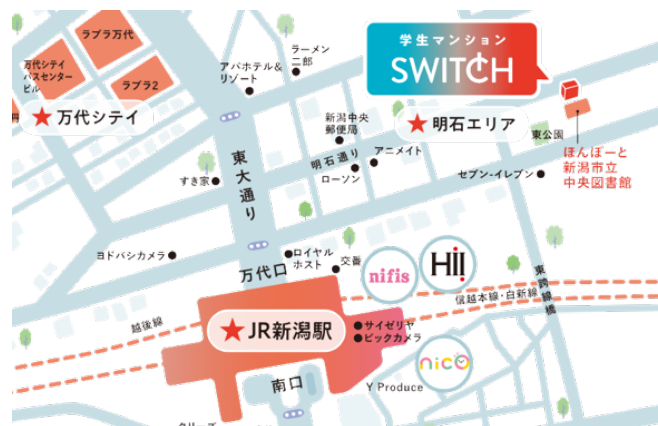 ラブラ万代
万代シテイ
バスセンター
ビル
ラブラ2
万代シテイ
アパホテル&
リゾート
ラーメン
二郎
学生マンション
SWITCH
新潟中央
郵便局
明石エリア
東公園
ほんぽーと
新潟市立
中央図書館
明石通り
アニメイト
ローソン
セブン-イレブン
すき家
東大通り
ヨドバシカメラ
ロイヤル
ホスト
交番
万代口
nifis
HI!
東跨線橋
信越本線・白新線
越後線
JR新潟駅
サイゼリヤ
ビックカメラ
nico
南口
Y Produce